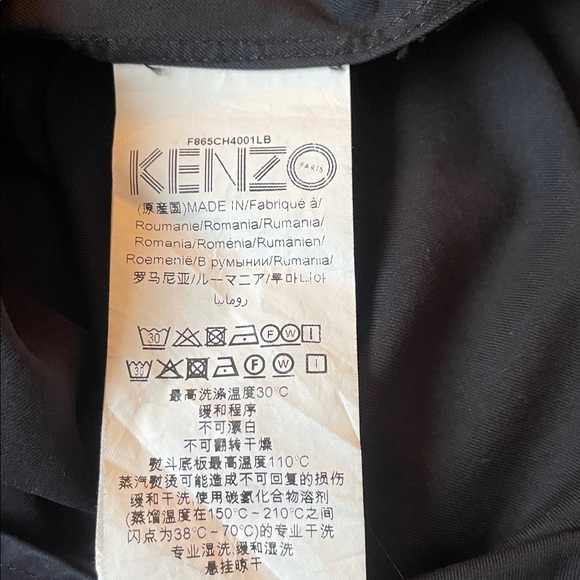 F865CH4001LB
KENZO
PARIS
(原産国)MADE IN/Fabriqué à/
Roumanie/Romania/Rumania/
Romania/Roménia/Rumänien/
Roemenië/В румынии/Rumania/
罗马尼亚/ルーマニア/루마니아
رومانيا
30 F W
30 F W
最高洗涤温度30°C
缓和程序
不可漂白
不可翻转干燥
熨斗底板最高温度110°C
蒸汽熨烫可能造成不可回复的损伤
缓和干洗,使用碳氢化合物溶剂
(蒸馏温度在150°C~210°C之间
闪点为38°C~70°C)的专业干洗
专业湿洗,缓和湿洗
悬挂晾干